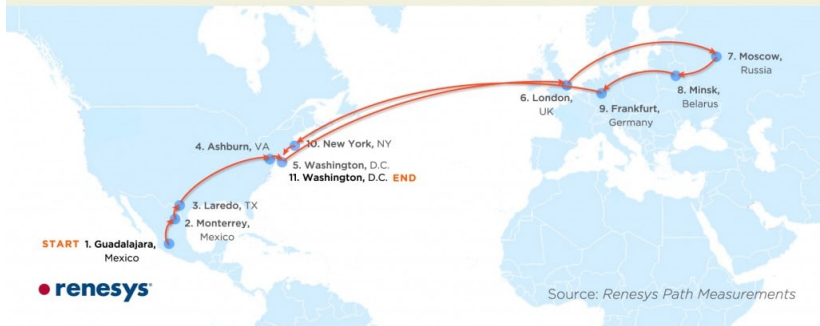 START 1. Guadalajara,
Mexico
2. Monterrey,
Mexico
3. Laredo, TX
4. Ashburn, VA
5. Washington, D.C.
6. London,
UK
7. Moscow,
Russia
8. Minsk,
Belarus
9. Frankfurt,
Germany
10. New York, NY
11. Washington, D.C. END
renesys
Source: Renesys Path Measurements